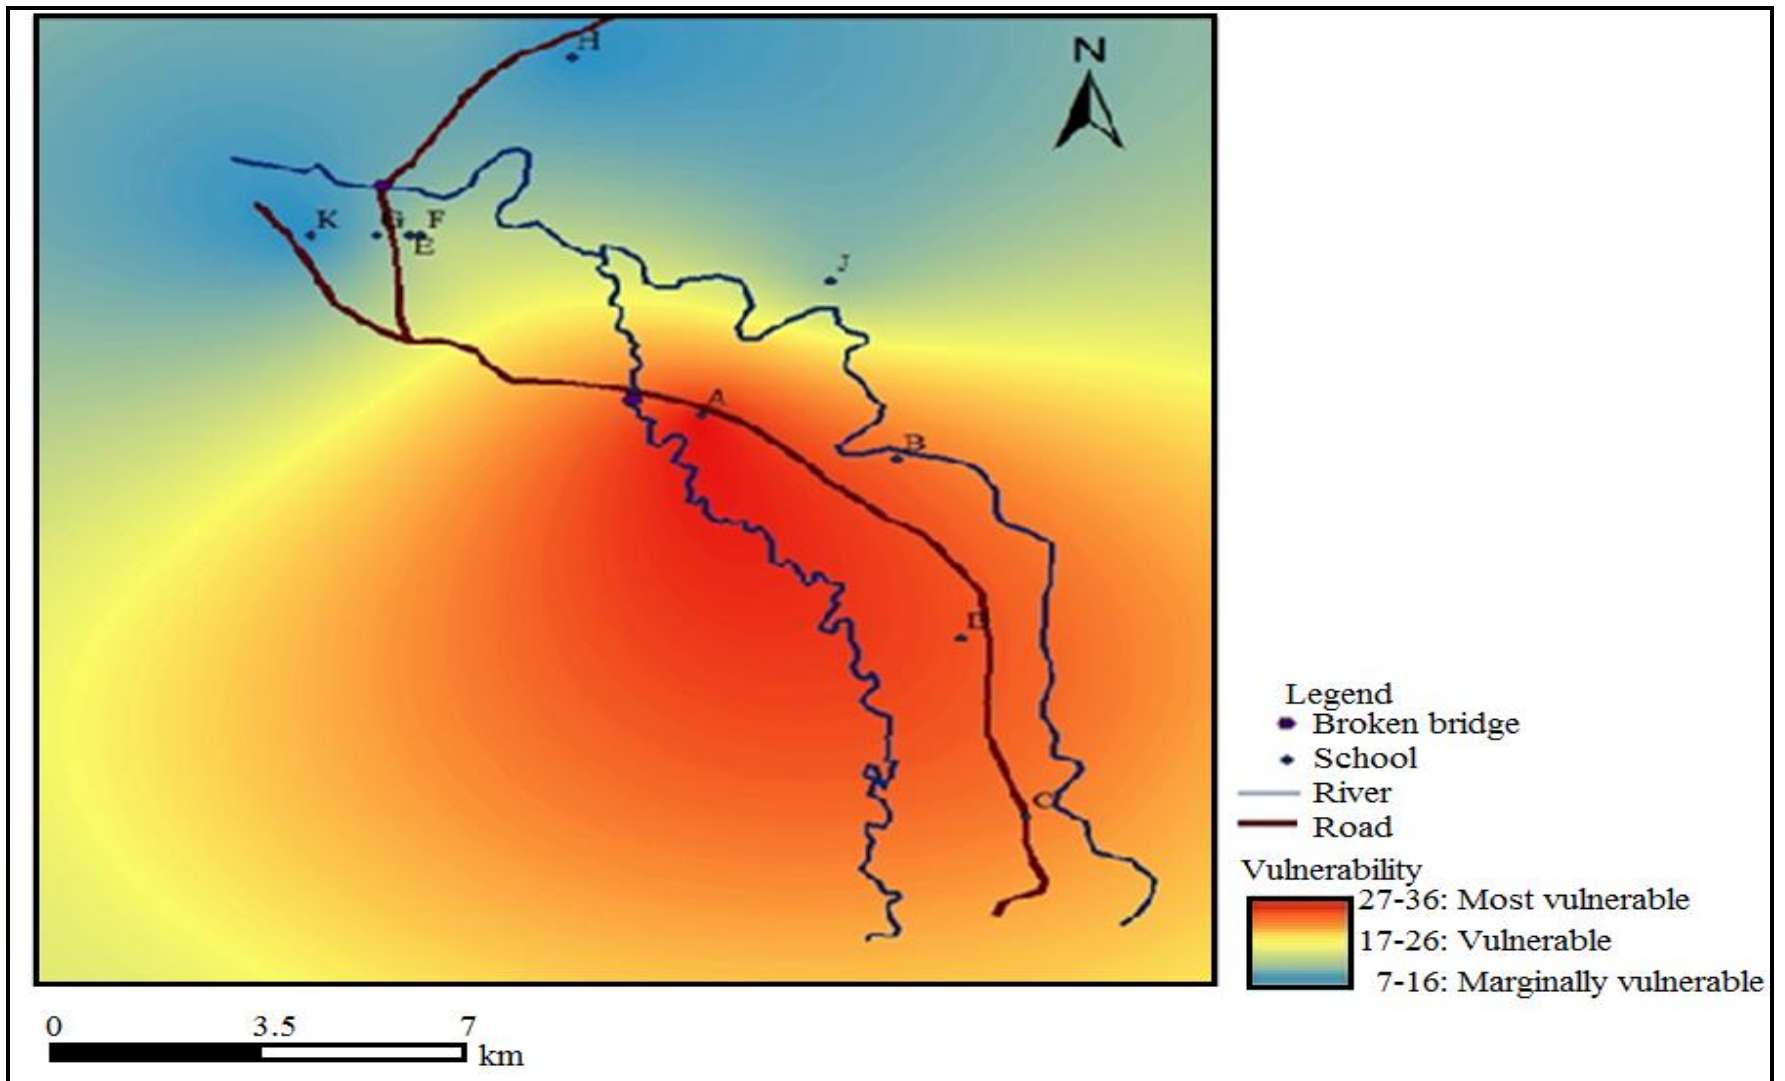 H
N
K
G
F
E
J
A
B
D
C
Legend
Broken bridge
School
River
Road
Vulnerability
27-36: Most vulnerable
17-26: Vulnerable
7-16: Marginally vulnerable
0 3.5 7
km